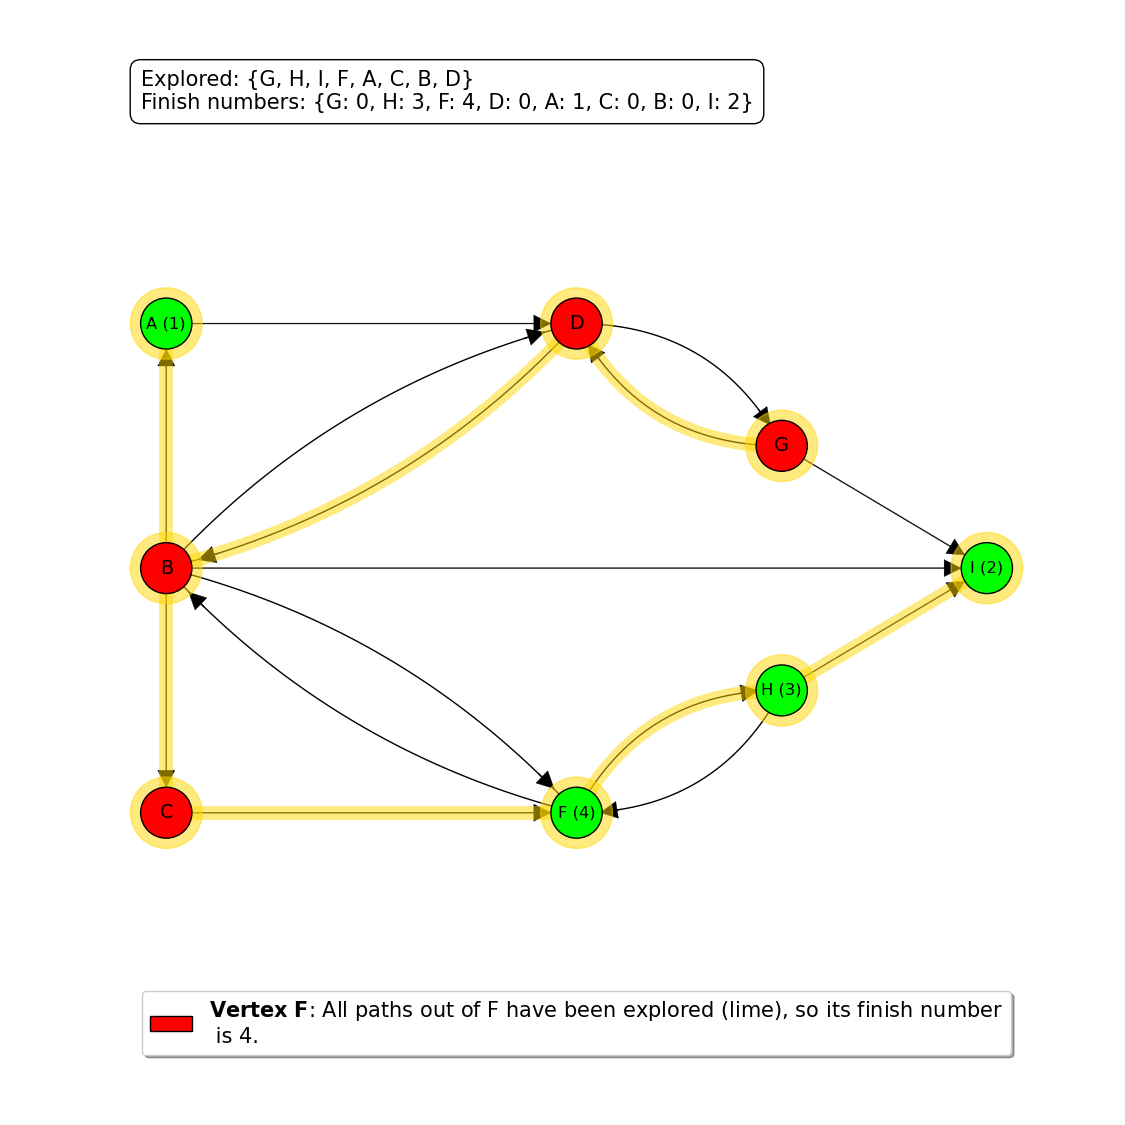 Explored: {G, H, I, F, A, C, B, D}
Finish numbers: {G: 0, H: 3, F: 4, D: 0, A: 1, C: 0, B: 0, I: 2}
A (1)
D
G
B
I (2)
H (3)
C
F (4)
Vertex F: All paths out of F have been explored (lime), so its finish number
is 4.